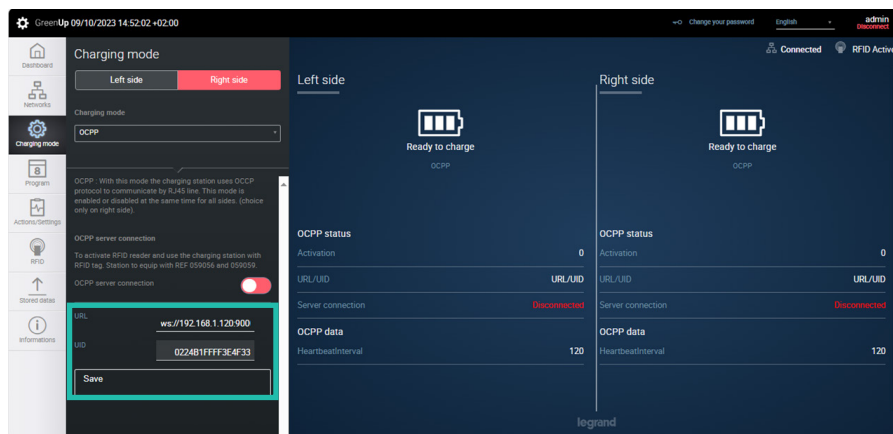 GreenUp 09/10/2023 14:52:02 +02:00
Change your password
English
admin
Disconnect
Dashboard
Networks
Charging mode
8
Program
Actions/Settings
RFID
Stored datas
Informations
Charging mode
Left side
Right side
Charging mode
OCPP
OCPP : With this mode the charging station uses OCCP
protocol to communicate by RJ45 line. This mode is
enabled or disabled at the same time for all sides. (choice
only on right side).
OCPP server connection
To activate RFID reader and use the charging station with
RFID tag. Station to equip with REF 059056 and 059059.
OCPP server connection
URL
ws://192.168.1.120:900
UID
0224B1FFFF3E4F33
Save
Connected
RFID Active
Left side
Ready to charge
OCPP
OCPP status
Activation 0
URL/UID URL/UID
Server connection Disconnected
OCPP data
HeartbeatInterval 120
Right side
Ready to charge
OCPP
OCPP status
Activation 0
URL/UID URL/UID
Server connection Disconnected
OCPP data
HeartbeatInterval 120
legrand